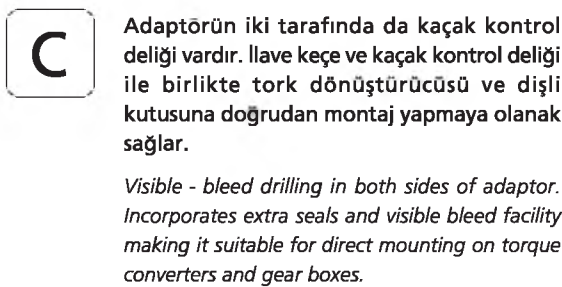 C
Adaptörün iki tarafında da kaçak kontrol
deliği vardır. İlave keçe ve kaçak kontrol deliği
ile birlikte tork dönüştürücüsü ve dişli
kutusuna doğrudan montaj yapmaya olanak
sağlar.
Visible - bleed drilling in both sides of adaptor.
Incorporates extra seals and visible bleed facility
making it suitable for direct mounting on torque
converters and gear boxes.